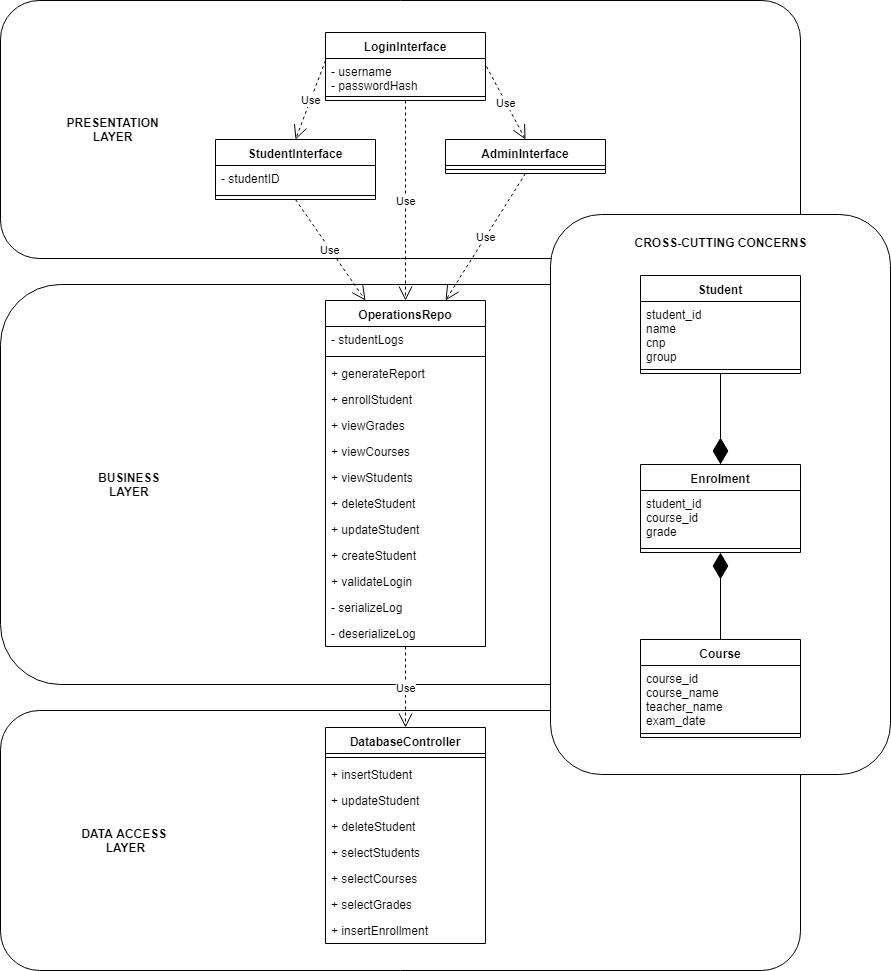 LoginInterface
- username
- passwordHash
Use
Use
PRESENTATION
LAYER
StudentInterface
- studentID
AdminInterface
Use
Use
Use
CROSS-CUTTING CONCERNS
Student
student_id
name
cnp
group
OperationsRepo
- studentLogs
+ generateReport
+ enrollStudent
+ viewGrades
+ viewCourses
+ viewStudents
+ deleteStudent
+ updateStudent
+ createStudent
+ validateLogin
- serializeLog
- deserializeLog
BUSINESS
LAYER
Enrolment
student_id
course_id
grade
Course
course_id
course_name
teacher_name
exam_date
Use
DatabaseController
+ insertStudent
+ updateStudent
+ deleteStudent
+ selectStudents
+ selectCourses
+ selectGrades
+ insertEnrollment
DATA ACCESS
LAYER